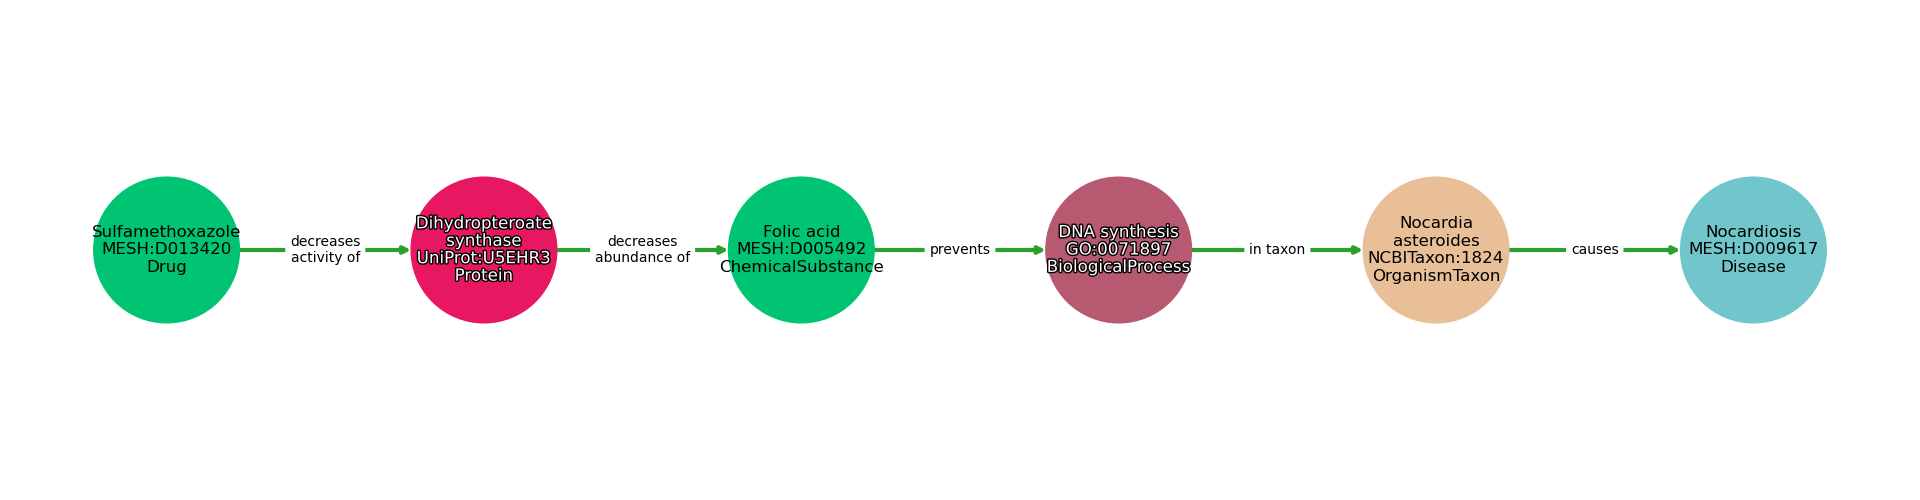 Sulfamethoxazole
MESH:D013420
Drug
decreases
activity of
Dihydropteroate
synthase
UniProt:U5EHR3
Protein
decreases
abundance of
Folic acid
MESH:D005492
ChemicalSubstance
prevents
DNA synthesis
GO:0071897
BiologicalProcess
in taxon
Nocardia
asteroides
NCBITaxon:1824
OrganismTaxon
causes
Nocardiosis
MESH:D009617
Disease